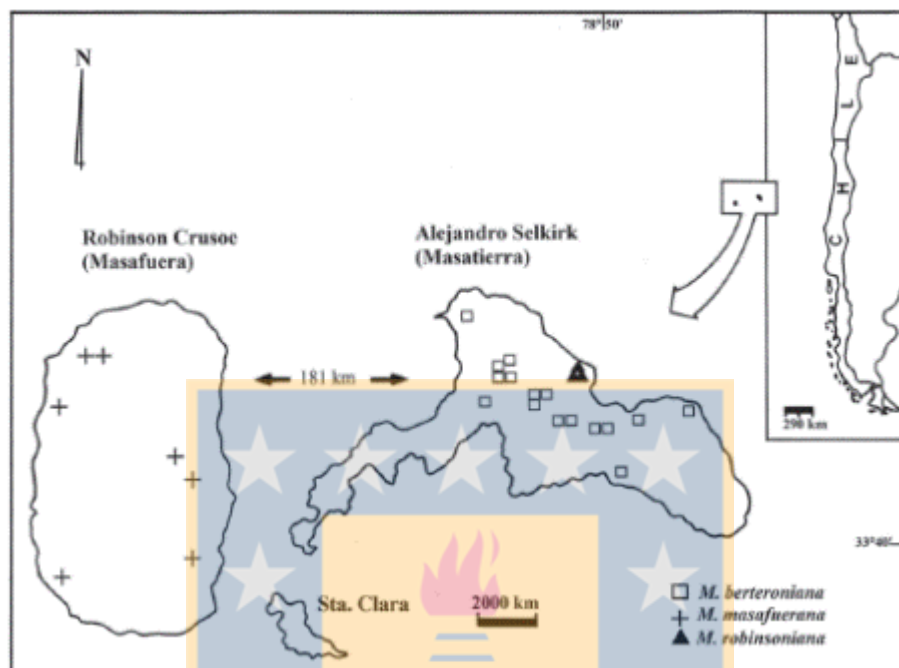 78°50'
N
Robinson Crusoe
(Masafuera)
Alejandro Selkirk
(Masatierra)
C H I L E
181 km
290 km
33°40'
Sta. Clara
2000 km
M. berteroniana
M. masafuerana
M. robinsoniana